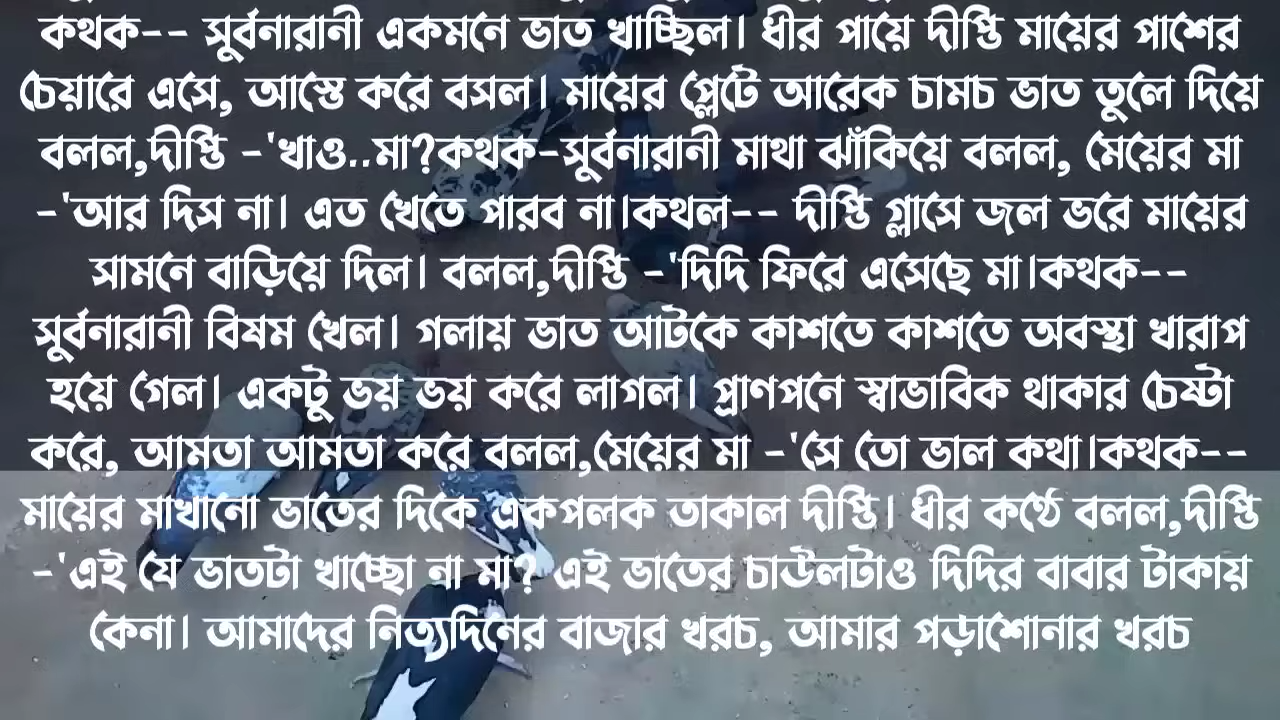 কথক-- সুর্বনারানী একমনে ভাত খাচ্ছিল। ধীর পায়ে দীপ্তি মায়ের পাশের
চেয়ারে এসে, আস্তে করে বসল। মায়ের প্লেটে আরেক চামচ ভাত তুলে দিয়ে
বলল,দীপ্তি -'খাও..মা?কথক-সুর্বনারানী মাথা ঝাঁকিয়ে বলল, মেয়ের মা
-'আর দিস না। এত খেতে পারব না।কথল-- দীপ্তি গ্লাসে জল ভরে মায়ের
সামনে বাড়িয়ে দিল। বলল,দীপ্তি -'দিদি ফিরে এসেছে মা।কথক--
সুর্বনারানী বিষম খেল। গলায় ভাত আটকে কাশতে কাশতে অবস্থা খারাপ
হয়ে গেল। একটু ভয় ভয় করে লাগল। প্রাণপনে স্বাভাবিক থাকার চেষ্টা
করে, আমতা আমতা করে বলল,মেয়ের মা -'সে তো ভাল কথা।কথক--
মায়ের মাখানো ভাতের দিকে একপলক তাকাল দীপ্তি। ধীর কণ্ঠে বলল,দীপ্তি
-'এই যে ভাতটা খাচ্ছো না মা? এই ভাতের চাউলটাও দিদির বাবার টাকায়
কেনা। আমাদের নিত্যদিনের বাজার খরচ, আমার পড়াশোনার খরচ